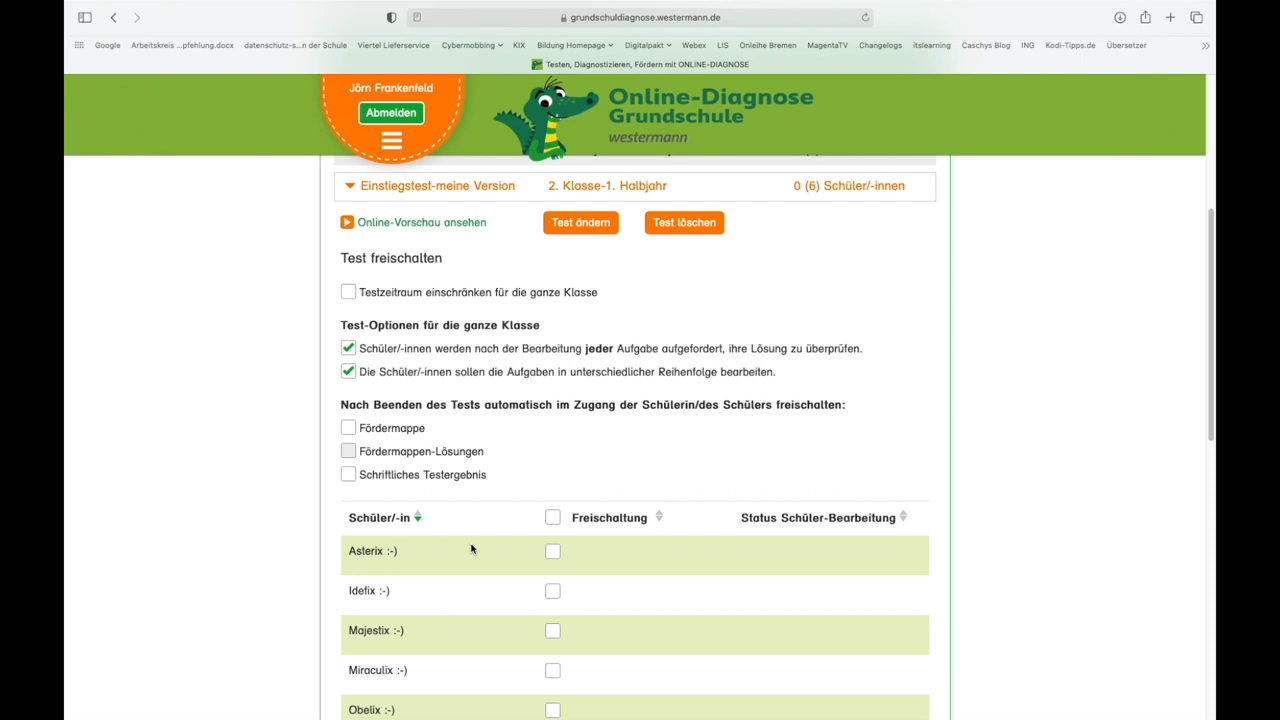 grundschuldiagnose.westermann.de
Google Arbeitskreis ...pfehlung.docx datenschutz-s...n der Schule Viertel Lieferservice Cybermobbing KIX Bildung Homepage Digitalpakt Webex LIS Onleihe Bremen MagentaTV Changelogs itslearning Caschys Blog ING Kodi-Tipps.de Übersetzer
Testen, Diagnostizieren, Fördern mit ONLINE-DIAGNOSE
Jörn Frankenfeld
Abmelden
Online-Diagnose
Grundschule
westermann
Einstiegstest-meine Version 2. Klasse-1. Halbjahr 0 (6) Schüler/-innen
Online-Vorschau ansehen Test ändern Test löschen
Test freischalten
Testzeitraum einschränken für die ganze Klasse
Test-Optionen für die ganze Klasse
Schüler/-innen werden nach der Bearbeitung jeder Aufgabe aufgefordert, ihre Lösung zu überprüfen.
Die Schüler/-innen sollen die Aufgaben in unterschiedlicher Reihenfolge bearbeiten.
Nach Beenden des Tests automatisch im Zugang der Schülerin/des Schülers freischalten:
Fördermappe
Fördermappen-Lösungen
Schriftliches Testergebnis
Schüler/-in Freischaltung Status Schüler-Bearbeitung
Asterix :-)
Idefix :-)
Majestix :-)
Miraculix :-)
Obelix :-)